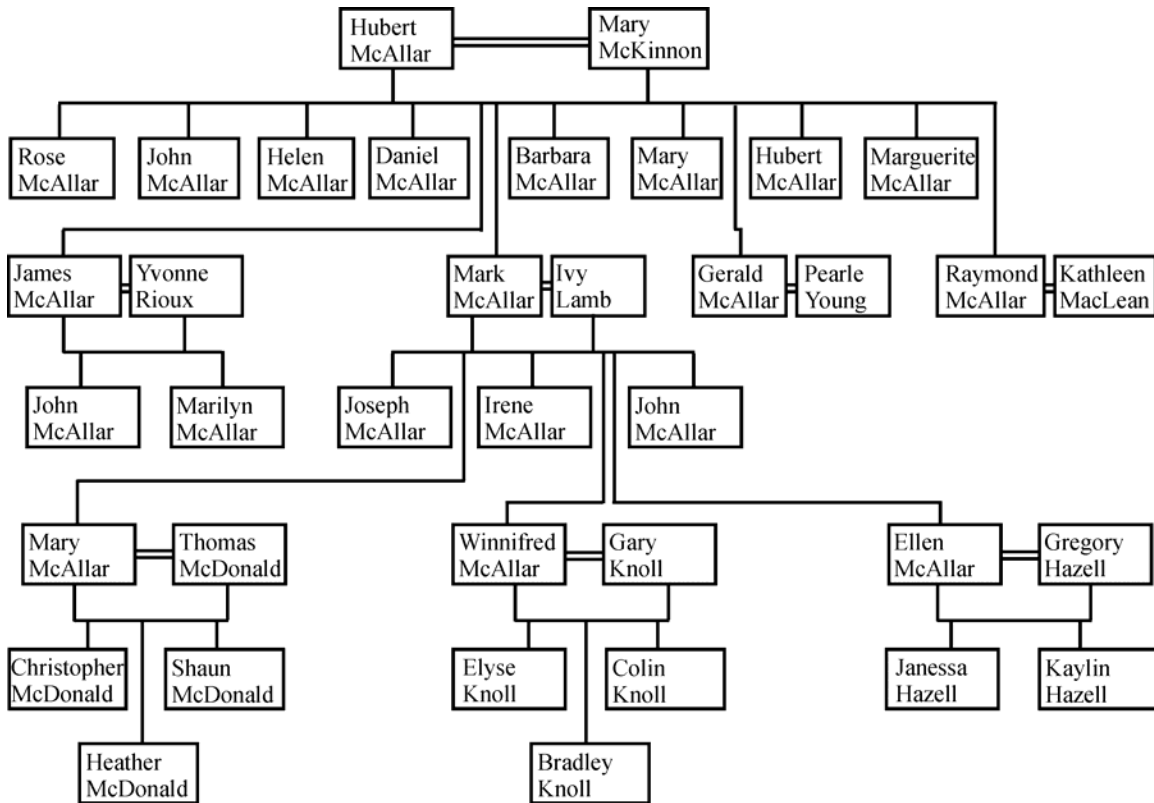 Hubert
McAllar
Mary
McKinnon
Rose
McAllar
John
McAllar
Helen
McAllar
Daniel
McAllar
Barbara
McAllar
Mary
McAllar
Hubert
McAllar
Marguerite
McAllar
James
McAllar
Yvonne
Rioux
Mark
McAllar
Ivy
Lamb
Gerald
McAllar
Pearle
Young
Raymond
McAllar
Kathleen
MacLean
John
McAllar
Marilyn
McAllar
Joseph
McAllar
Irene
McAllar
John
McAllar
Mary
McAllar
Thomas
McDonald
Winnifred
McAllar
Gary
Knoll
Ellen
McAllar
Gregory
Hazell
Christopher
McDonald
Shaun
McDonald
Elyse
Knoll
Colin
Knoll
Janessa
Hazell
Kaylin
Hazell
Heather
McDonald
Bradley
Knoll